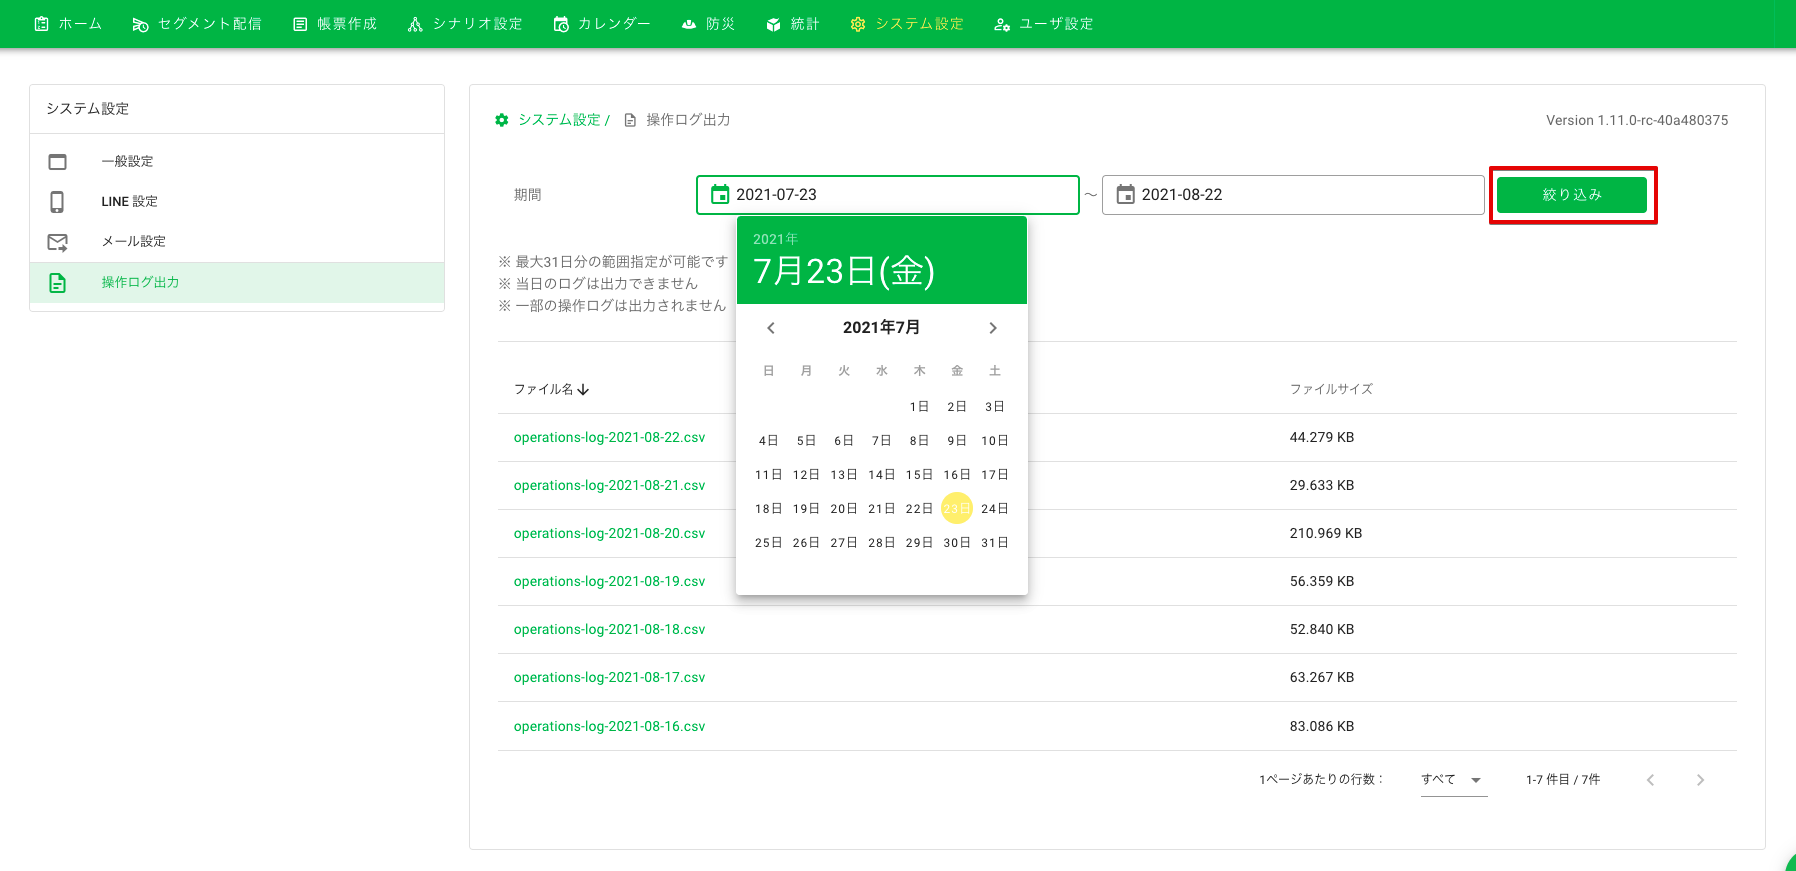 ホーム セグメント配信 帳票作成 シナリオ設定 カレンダー 防災 統計 システム設定 ユーザ設定
システム設定
一般設定
LINE 設定
メール設定
操作ログ出力
システム設定 / 操作ログ出力
Version 1.11.0-rc-40a480375
期間 2021-07-23 ～ 2021-08-22 絞り込み
※ 最大31日分の範囲指定が可能です
※ 当日のログは出力できません
※ 一部の操作ログは出力されません
2021年
7月23日(金)
2021年7月
日 月 火 水 木 金 土
1日 2日 3日
4日 5日 6日 7日 8日 9日 10日
11日 12日 13日 14日 15日 16日 17日
18日 19日 20日 21日 22日 23日 24日
25日 26日 27日 28日 29日 30日 31日
ファイル名 ファイルサイズ
operations-log-2021-08-22.csv 44.279 KB
operations-log-2021-08-21.csv 29.633 KB
operations-log-2021-08-20.csv 210.969 KB
operations-log-2021-08-19.csv 56.359 KB
operations-log-2021-08-18.csv 52.840 KB
operations-log-2021-08-17.csv 63.267 KB
operations-log-2021-08-16.csv 83.086 KB
1ページあたりの行数： すべて 1-7 件目 / 7件